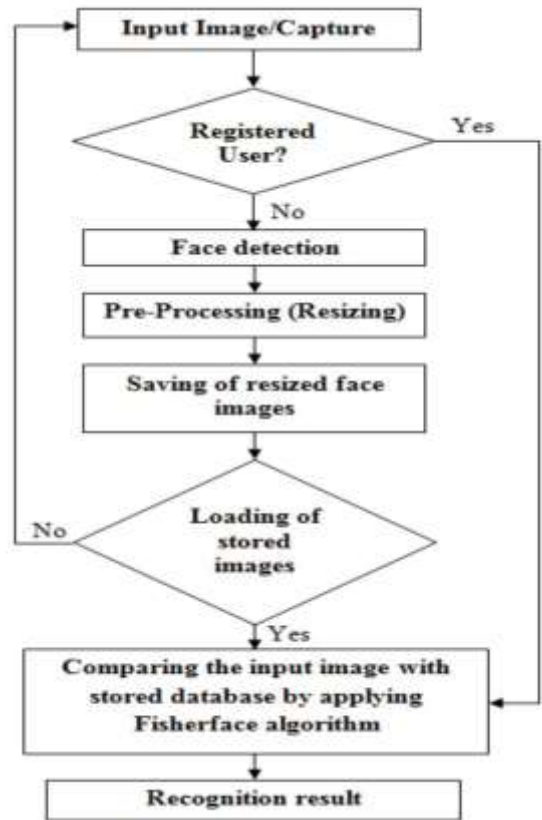 Input Image/Capture
Registered
User?
Yes
No
Face detection
Pre-Processing (Resizing)
Saving of resized face
images
Loading of
stored
images
No
Yes
Comparing the input image with
stored database by applying
Fisherface algorithm
Recognition result